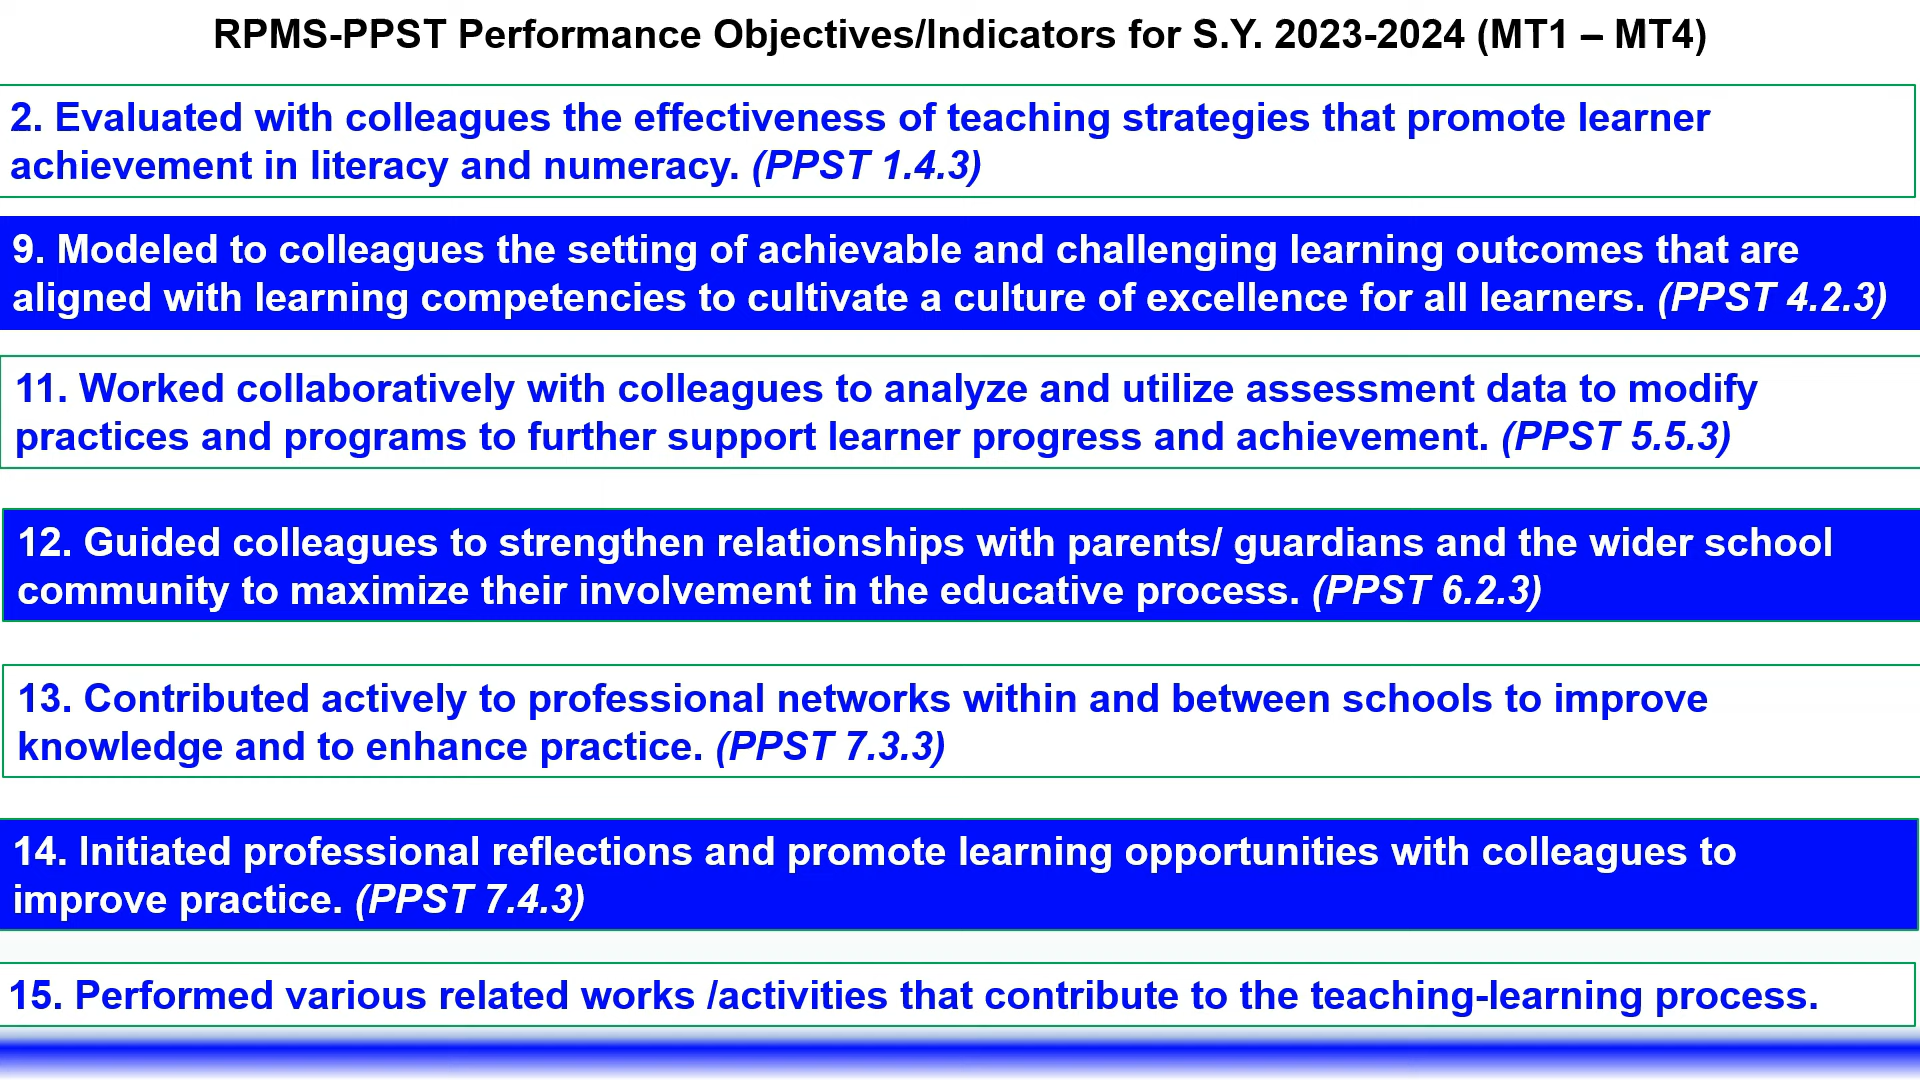 RPMS-PPST Performance Objectives/Indicators for S.Y. 2023-2024 (MT1 – MT4)
2. Evaluated with colleagues the effectiveness of teaching strategies that promote learner
achievement in literacy and numeracy. (PPST 1.4.3)
9. Modeled to colleagues the setting of achievable and challenging learning outcomes that are
aligned with learning competencies to cultivate a culture of excellence for all learners. (PPST 4.2.3)
11. Worked collaboratively with colleagues to analyze and utilize assessment data to modify
practices and programs to further support learner progress and achievement. (PPST 5.5.3)
12. Guided colleagues to strengthen relationships with parents/ guardians and the wider school
community to maximize their involvement in the educative process. (PPST 6.2.3)
13. Contributed actively to professional networks within and between schools to improve
knowledge and to enhance practice. (PPST 7.3.3)
14. Initiated professional reflections and promote learning opportunities with colleagues to
improve practice. (PPST 7.4.3)
15. Performed various related works /activities that contribute to the teaching-learning process.